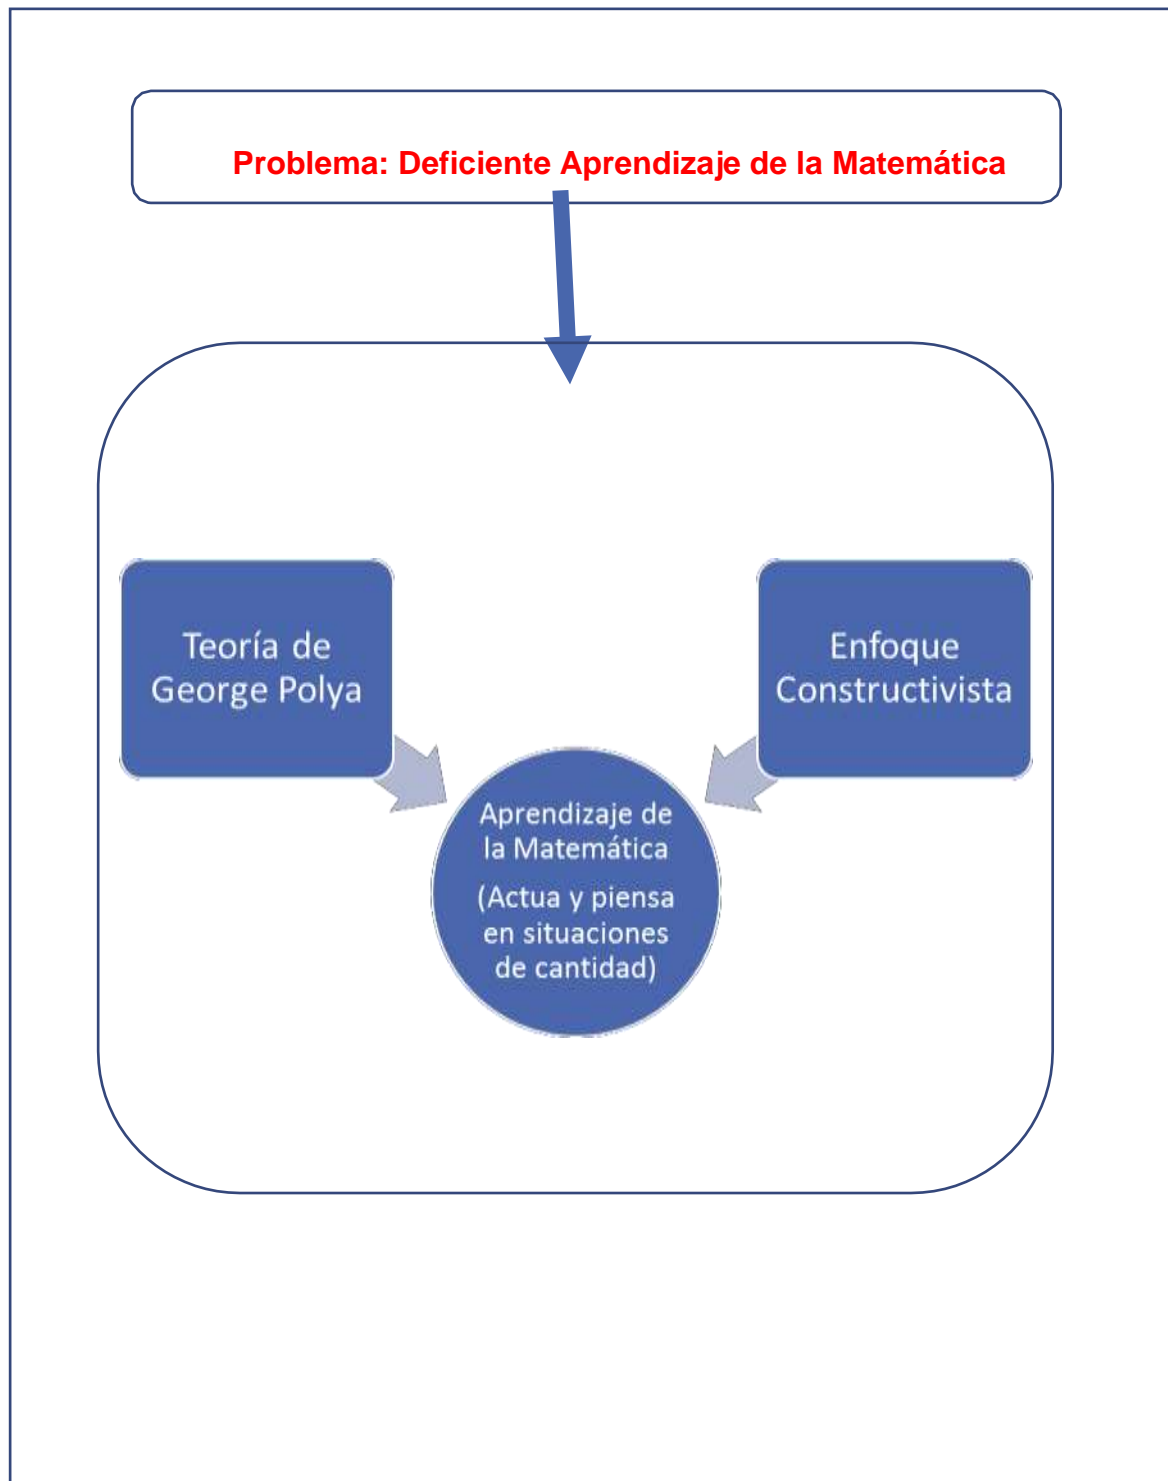 Problema: Deficiente Aprendizaje de la Matemática
Teoría de
George Polya
Enfoque
Constructivista
Aprendizaje de
la Matemática
(Actua y piensa
en situaciones
de cantidad)